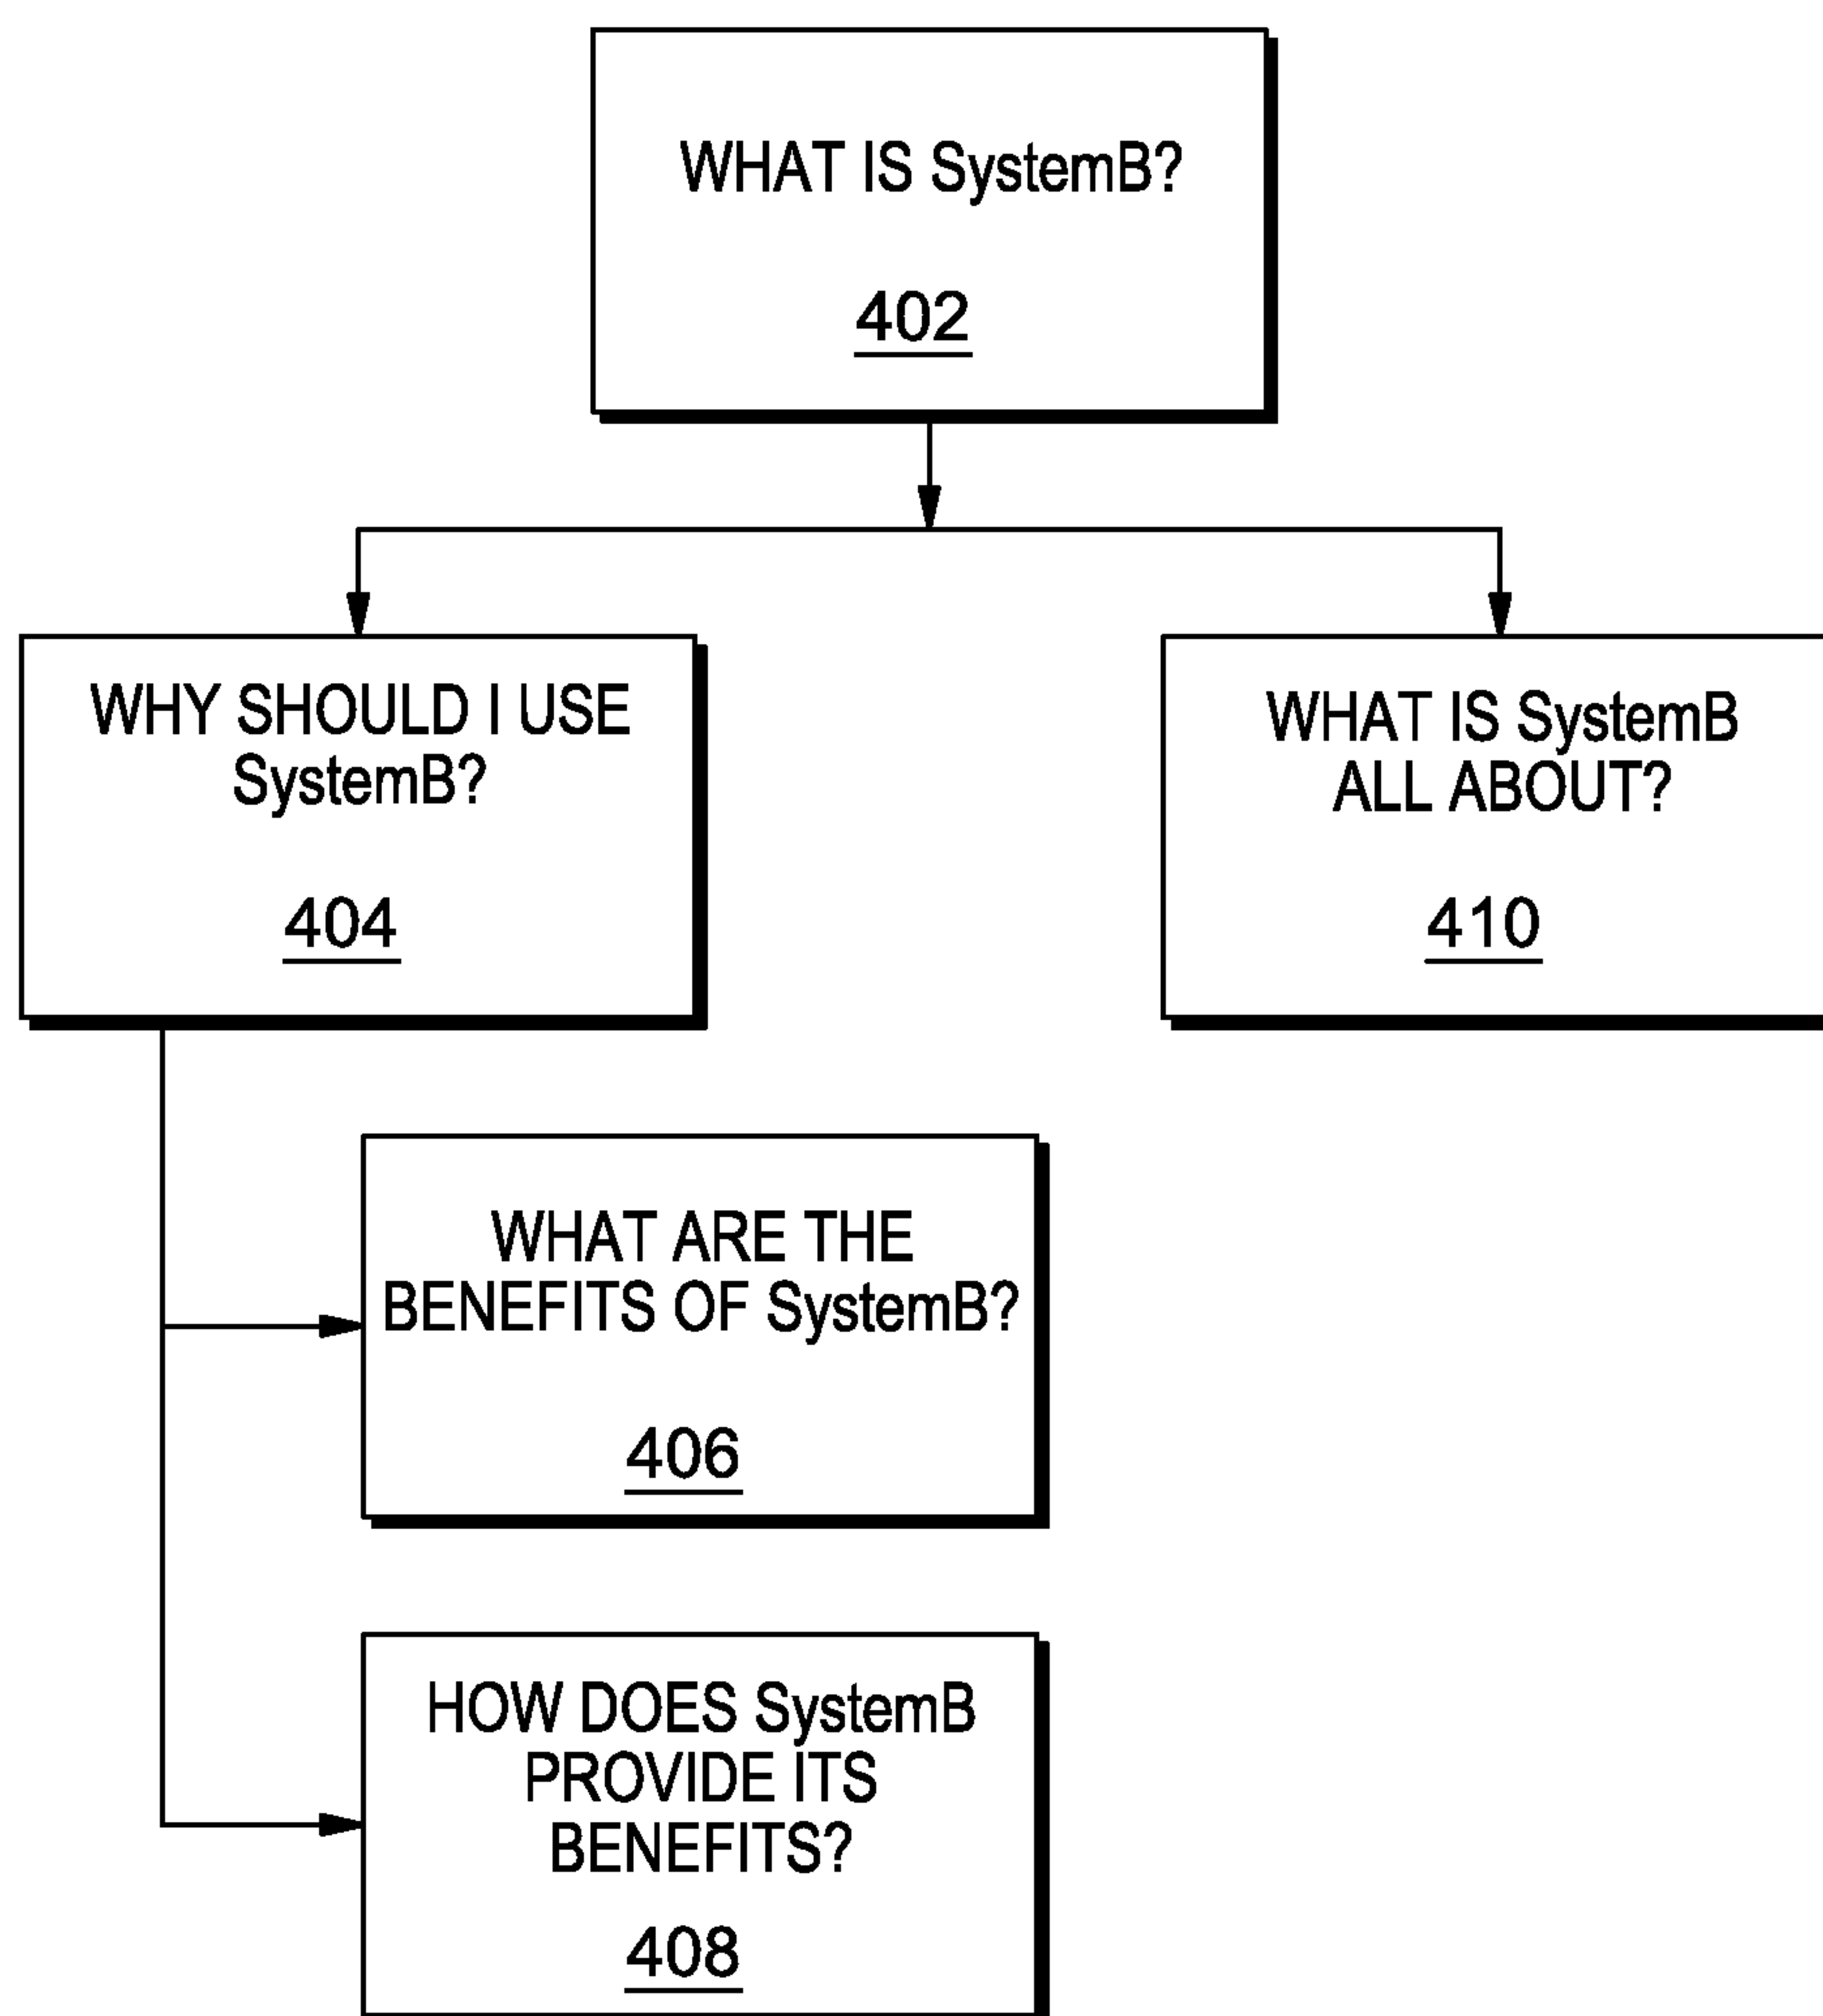 WHAT IS SystemB?
402
WHY SHOULD I USE
SystemB?
404
WHAT IS SystemB
ALL ABOUT?
410
WHAT ARE THE
BENEFITS OF SystemB?
406
HOW DOES SystemB
PROVIDE ITS
BENEFITS?
408